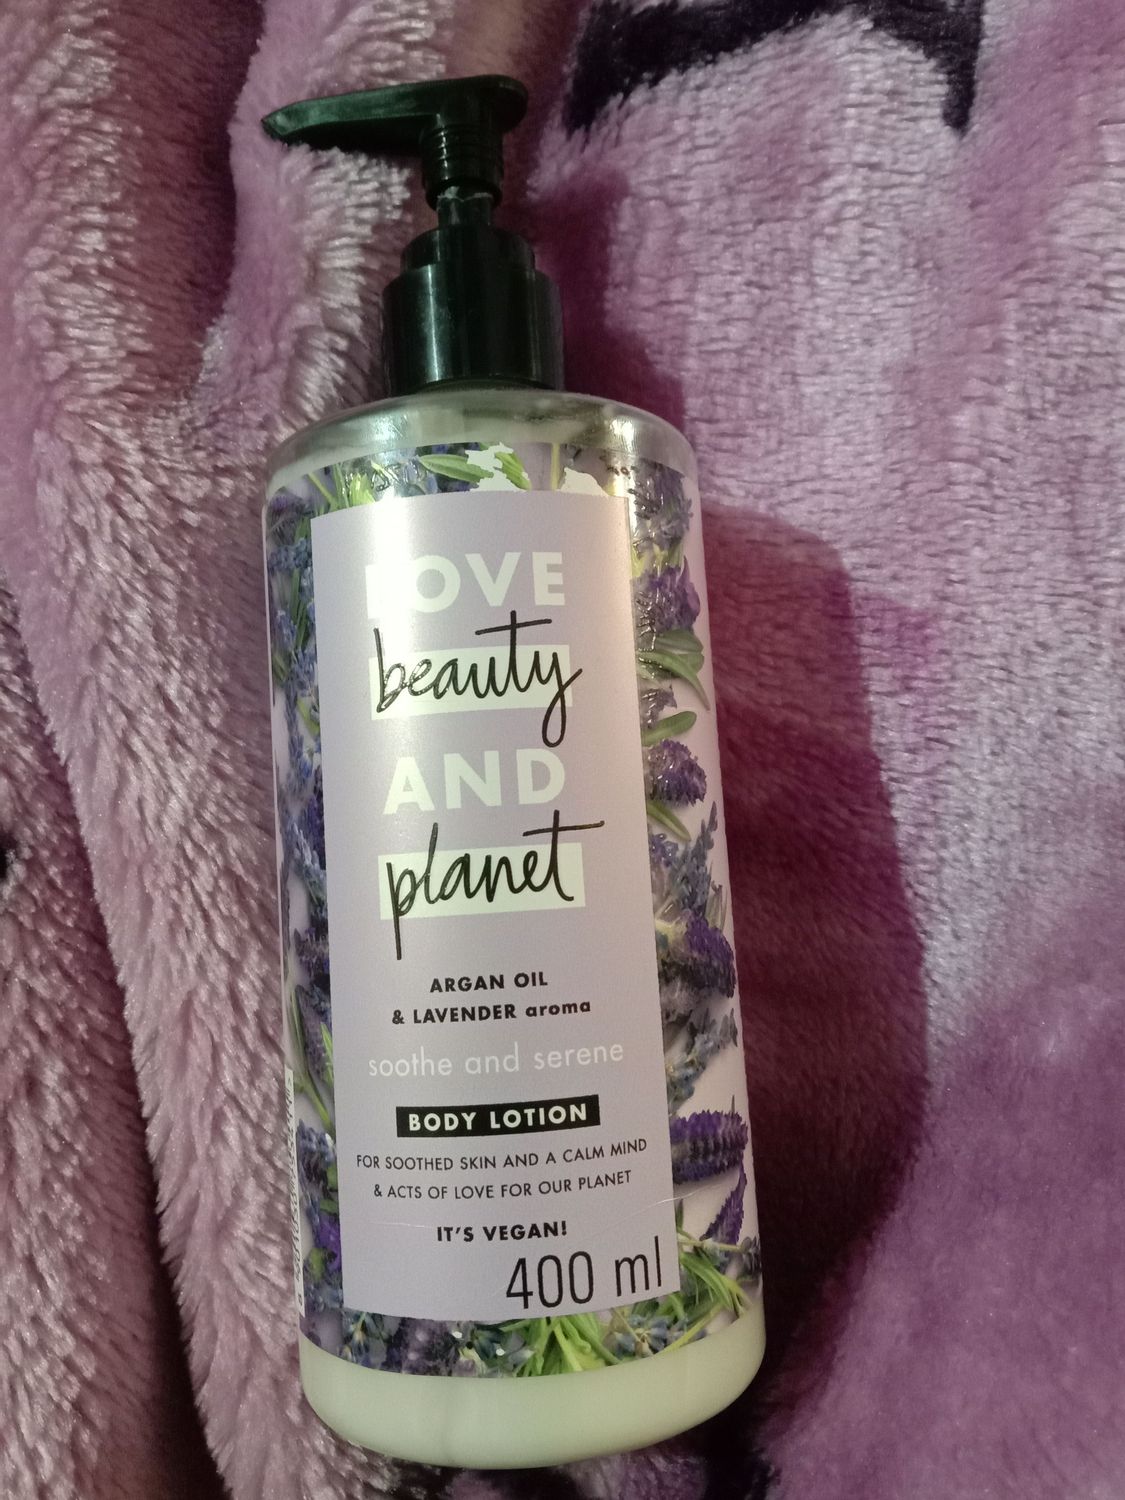 LOVE
beauty
AND
planet
ARGAN OIL
& LAVENDER aroma
soothe and serene
BODY LOTION
FOR SOOTHED SKIN AND A CALM MIND
& ACTS OF LOVE FOR OUR PLANET
IT'S VEGAN!
400 ml